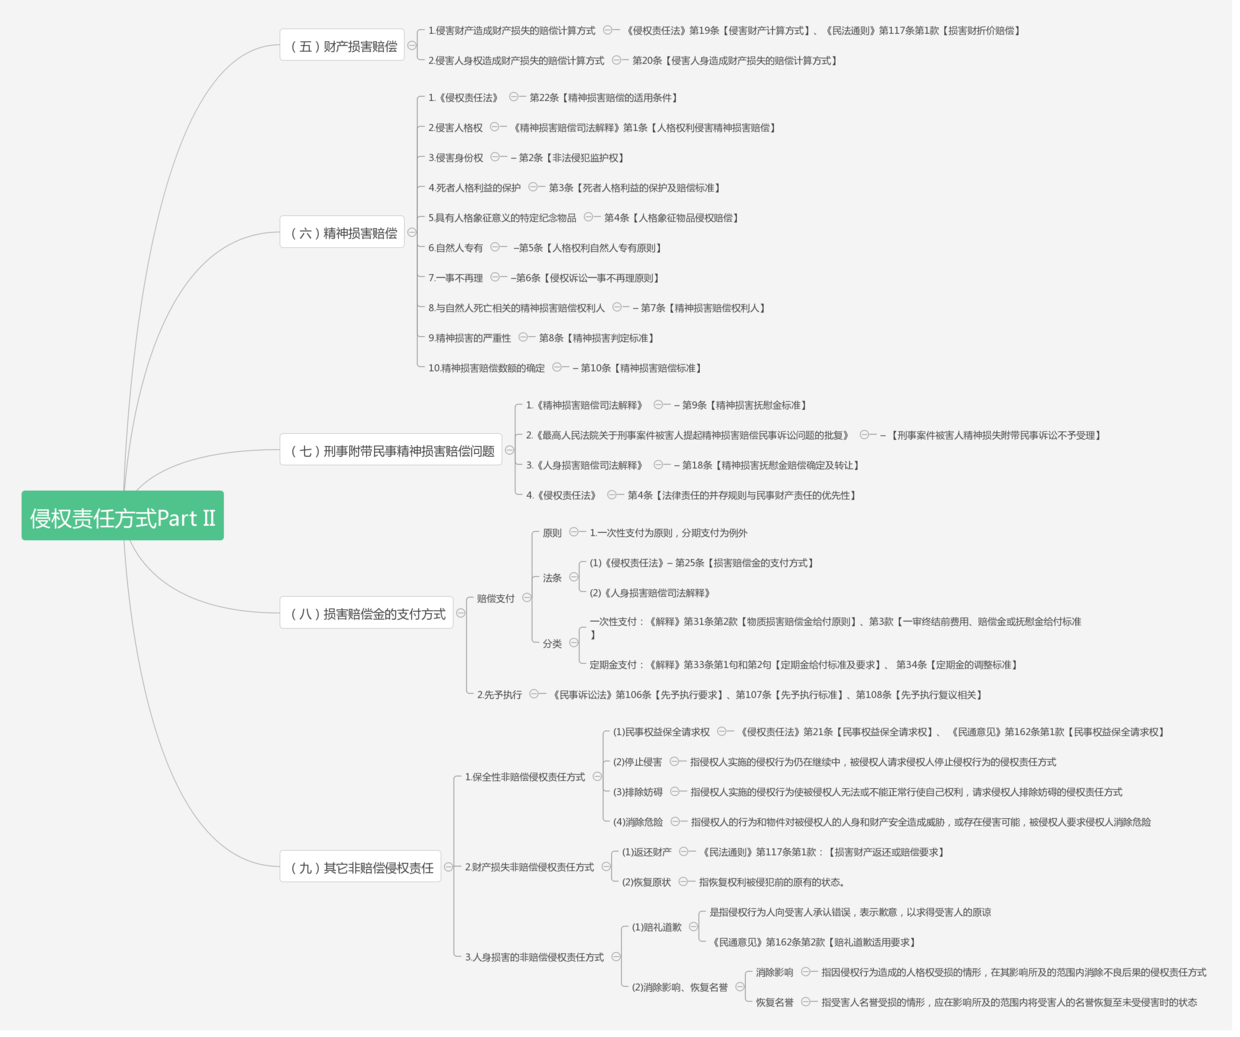 侵权责任方式Part II
（五）财产损害赔偿
1.侵害财产造成财产损失的赔偿计算方式
《侵权责任法》第19条【侵害财产计算方式】、《民法通则》第117条第1款【损害财折价赔偿】
2.侵害人身权造成财产损失的赔偿计算方式
第20条【侵害人身造成财产损失的赔偿计算方式】
（六）精神损害赔偿
1.《侵权责任法》
第22条【精神损害赔偿的适用条件】
2.侵害人格权
《精神损害赔偿司法解释》第1条【人格权利侵害精神损害赔偿】
3.侵害身份权
– 第2条【非法侵犯监护权】
4.死者人格利益的保护
第3条【死者人格利益的保护及赔偿标准】
5.具有人格象征意义的特定纪念物品
第4条【人格象征物品侵权赔偿】
6.自然人专有
–第5条【人格权利自然人专有原则】
7.一事不再理
–第6条【侵权诉讼一事不再理原则】
8.与自然人死亡相关的精神损害赔偿权利人
– 第7条【精神损害赔偿权利人】
9.精神损害的严重性
第8条【精神损害判定标准】
10.精神损害赔偿数额的确定
– 第10条【精神损害赔偿标准】
（七）刑事附带民事精神损害赔偿问题
1.《精神损害赔偿司法解释》
– 第9条【精神损害抚慰金标准】
2.《最高人民法院关于刑事案件被害人提起精神损害赔偿民事诉讼问题的批复》
– 【刑事案件被害人精神损失附带民事诉讼不予受理】
3.《人身损害赔偿司法解释》
– 第18条【精神损害抚慰金赔偿确定及转让】
4.《侵权责任法》
第4条【法律责任的并存规则与民事财产责任的优先性】
（八）损害赔偿金的支付方式
赔偿支付
原则
1.一次性支付为原则，分期支付为例外
法条
(1)《侵权责任法》– 第25条【损害赔偿金的支付方式】
(2)《人身损害赔偿司法解释》
分类
一次性支付：《解释》第31条第2款【物质损害赔偿金给付原则】、第3款【一审终结前费用、赔偿金或抚慰金给付标准
】
定期金支付：《解释》第33条第1句和第2句【定期金给付标准及要求】、 第34条【定期金的调整标准】
2.先予执行
《民事诉讼法》第106条【先予执行要求】、第107条【先予执行标准】、第108条【先予执行复议相关】
（九）其它非赔偿侵权责任
1.保全性非赔偿侵权责任方式
(1)民事权益保全请求权
《侵权责任法》第21条【民事权益保全请求权】、 《民通意见》第162条第1款【民事权益保全请求权】
(2)停止侵害
指侵权人实施的侵权行为仍在继续中，被侵权人请求侵权人停止侵权行为的侵权责任方式
(3)排除妨碍
指侵权人实施的侵权行为使被侵权人无法或不能正常行使自己权利，请求侵权人排除妨碍的侵权责任方式
(4)消除危险
指侵权人的行为和物件对被侵权人的人身和财产安全造成威胁，或存在侵害可能，被侵权人要求侵权人消除危险
2.财产损失非赔偿侵权责任方式
(1)返还财产
《民法通则》第117条第1款：【损害财产返还或赔偿要求】
(2)恢复原状
指恢复权利被侵犯前的原有的状态。
3.人身损害的非赔偿侵权责任方式
(1)赔礼道歉
是指侵权行为人向受害人承认错误，表示歉意，以求得受害人的原谅
《民通意见》第162条第2款【赔礼道歉适用要求】
(2)消除影响、恢复名誉
消除影响
指因侵权行为造成的人格权受损的情形，在其影响所及的范围内消除不良后果的侵权责任方式
恢复名誉
指受害人名誉受损的情形，应在影响所及的范围内将受害人的名誉恢复至未受侵害时的状态